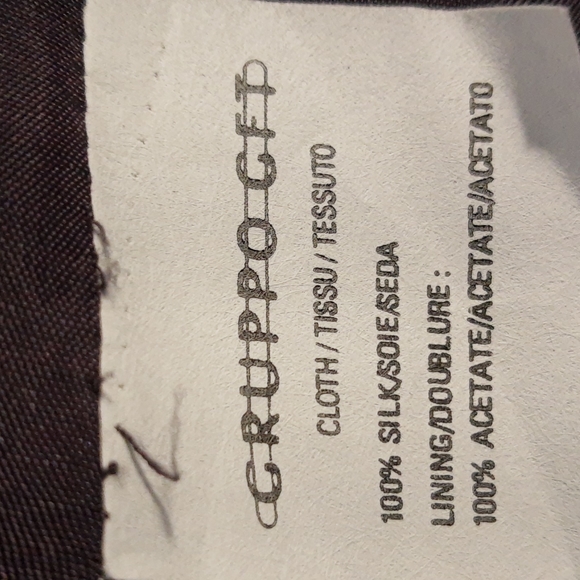 GRUPPO GFT
CLOTH/TISSU/TESSUTO
100% SILK/SOIE/SEDA
LINING/DOUBLURE:
100% ACETATE/ACETATE/ACETATO